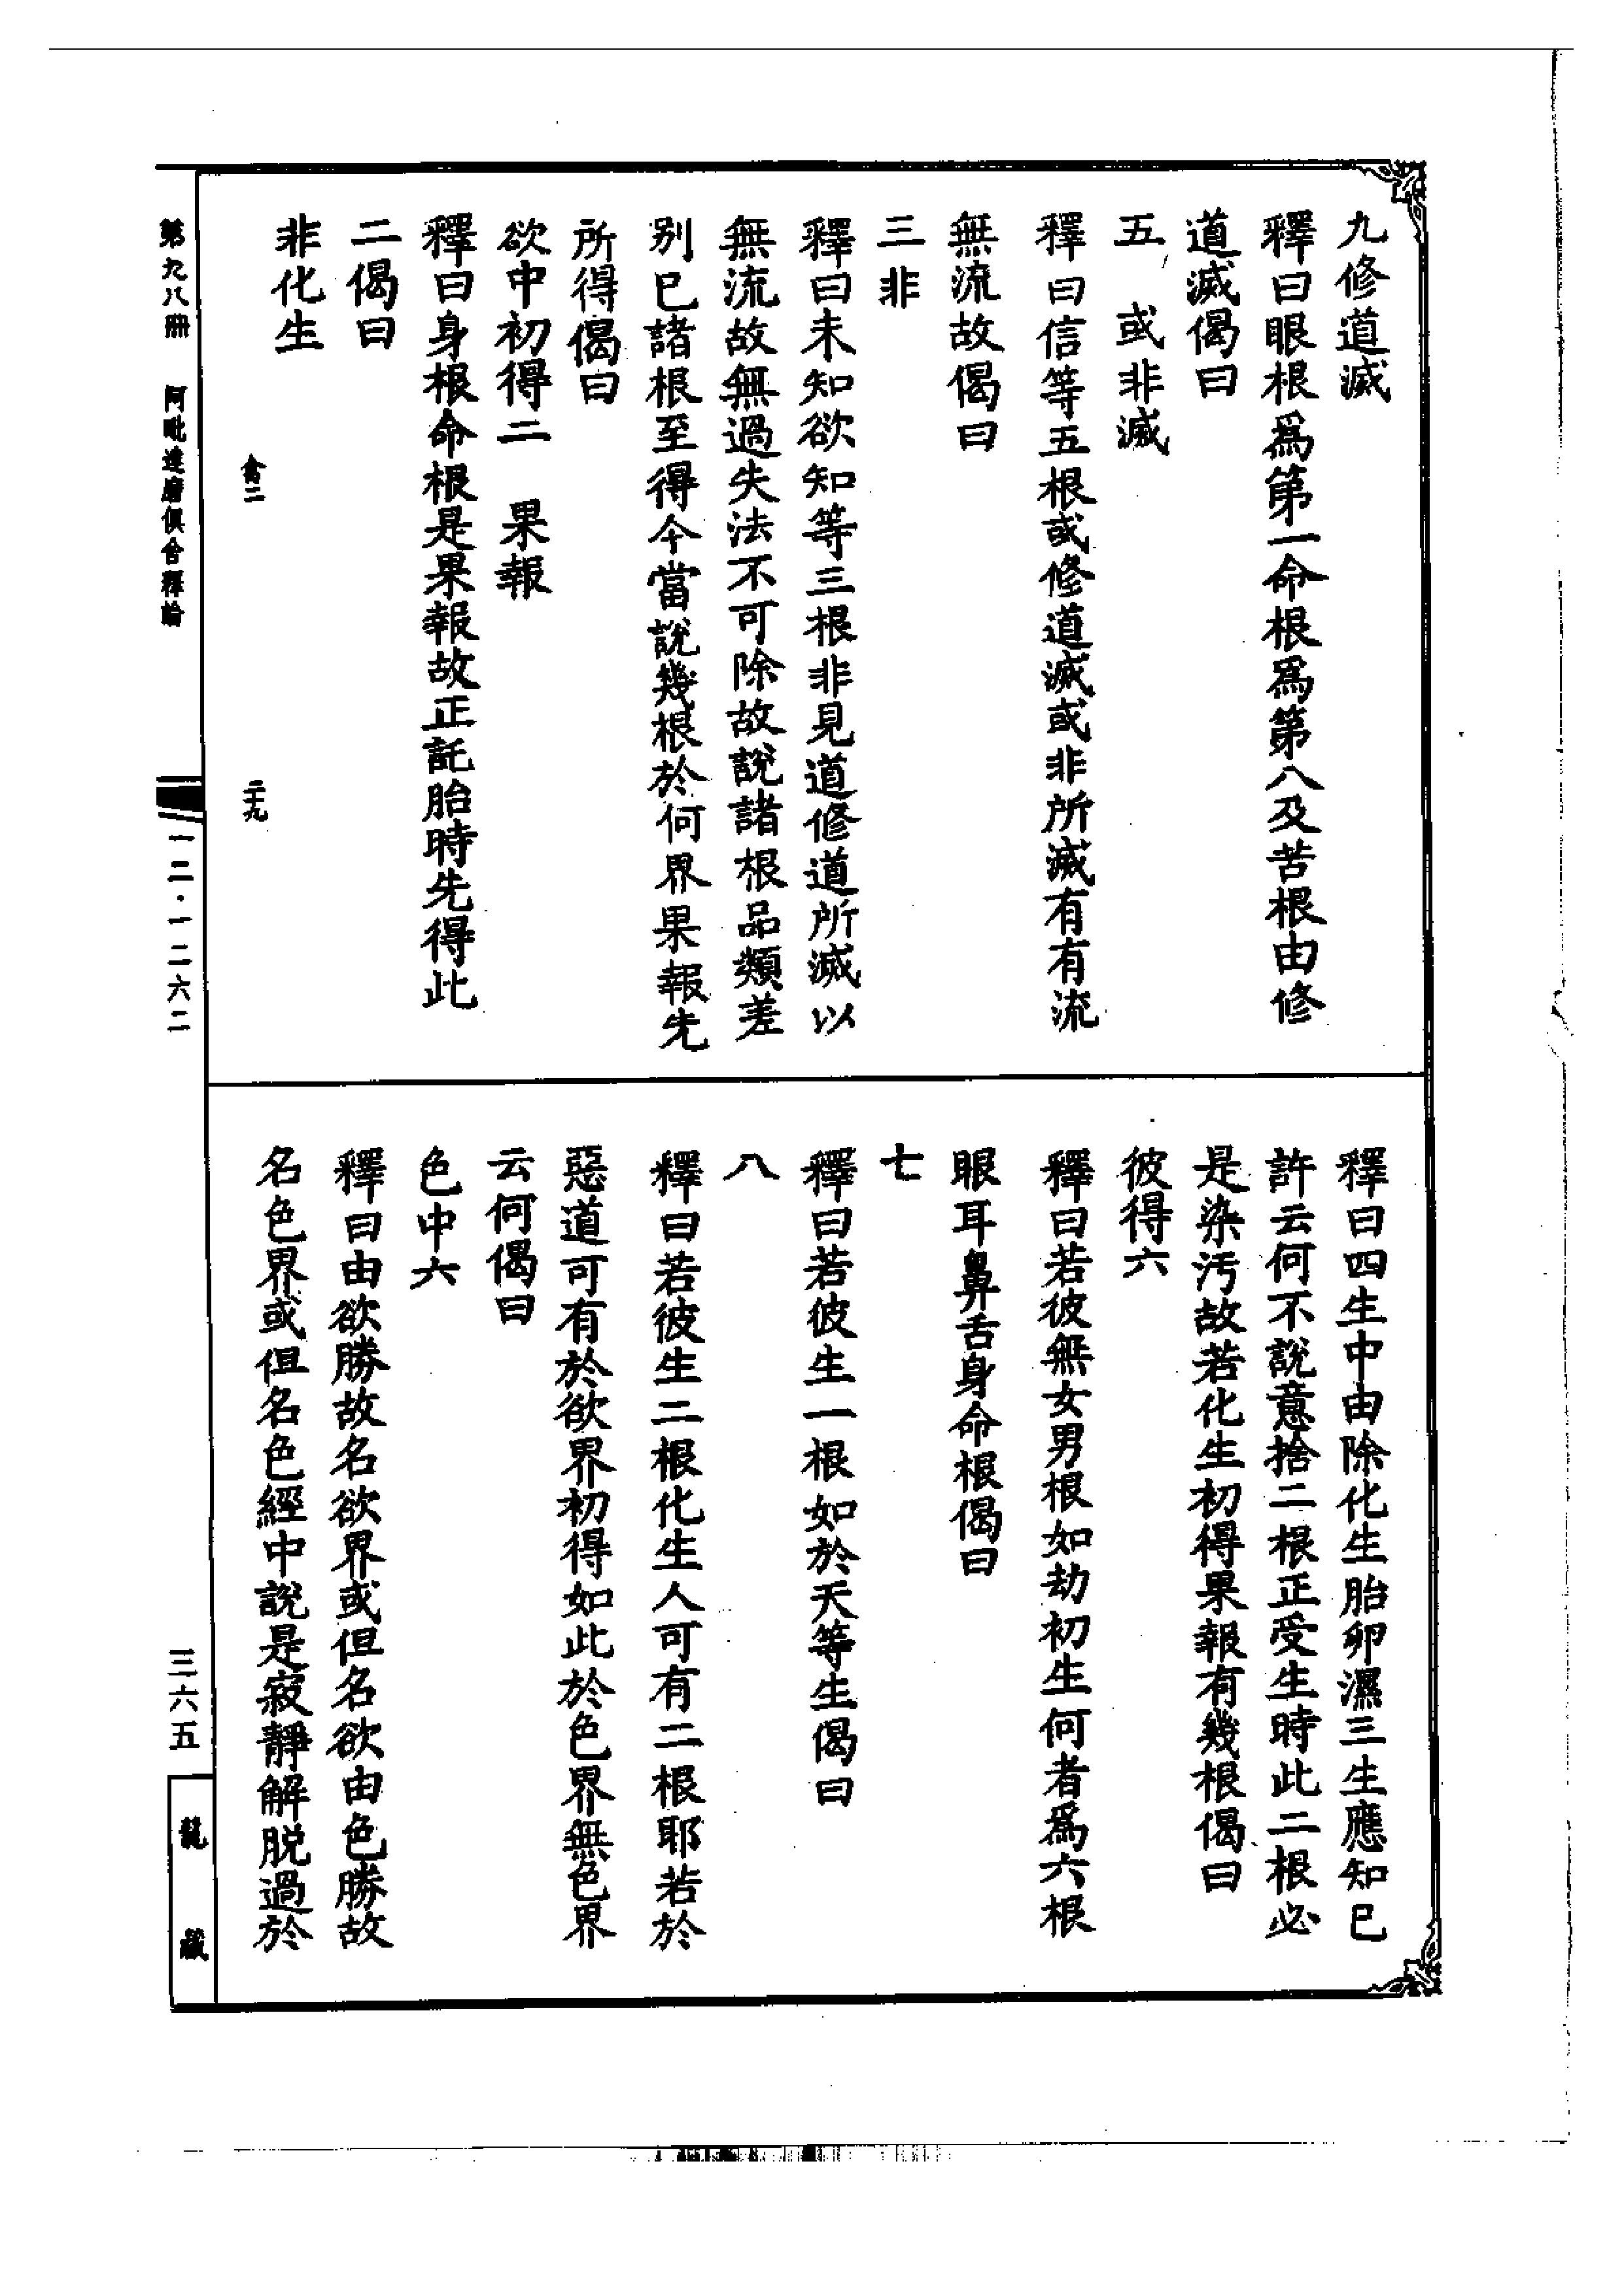 九修道滅
釋曰眼根爲第一命根爲第八及苦根由修
道滅偈曰
五　或非滅
釋曰信等五根或修道滅或非所滅有有流
無流故偈曰
三非
釋曰未知欲知等三根非見道修道所滅以
無流故無過失法不可除故說諸根品類差
别已諸根至得今當說幾根於何界果報先
所得偈曰
欲中初得二　果報
釋曰身根命根是果報故正託胎時先得此
二偈曰
非化生
釋曰四生中由除化生胎卵濕三生應知已
許云何不說意捨二根正受生時此二根必
是染汚故若化生初得果報有幾根偈曰
彼得六
釋曰若彼無女男根如劫初生何者爲六根
眼耳鼻舌身命根偈曰
七
釋曰若彼生一根如於天等生偈曰
八
釋曰若彼生二根化生人可有二根耶若於
惡道可有於欲界初得如此於色界無色界
云何偈曰
色中六
釋曰由欲勝故名欲界或但名欲由色勝故
名色界或但名色經中說是寂靜解脱過於
禽二　二十九
第九八冊　阿毗達磨俱舍釋論
一二·一二六二
三六五
龍藏